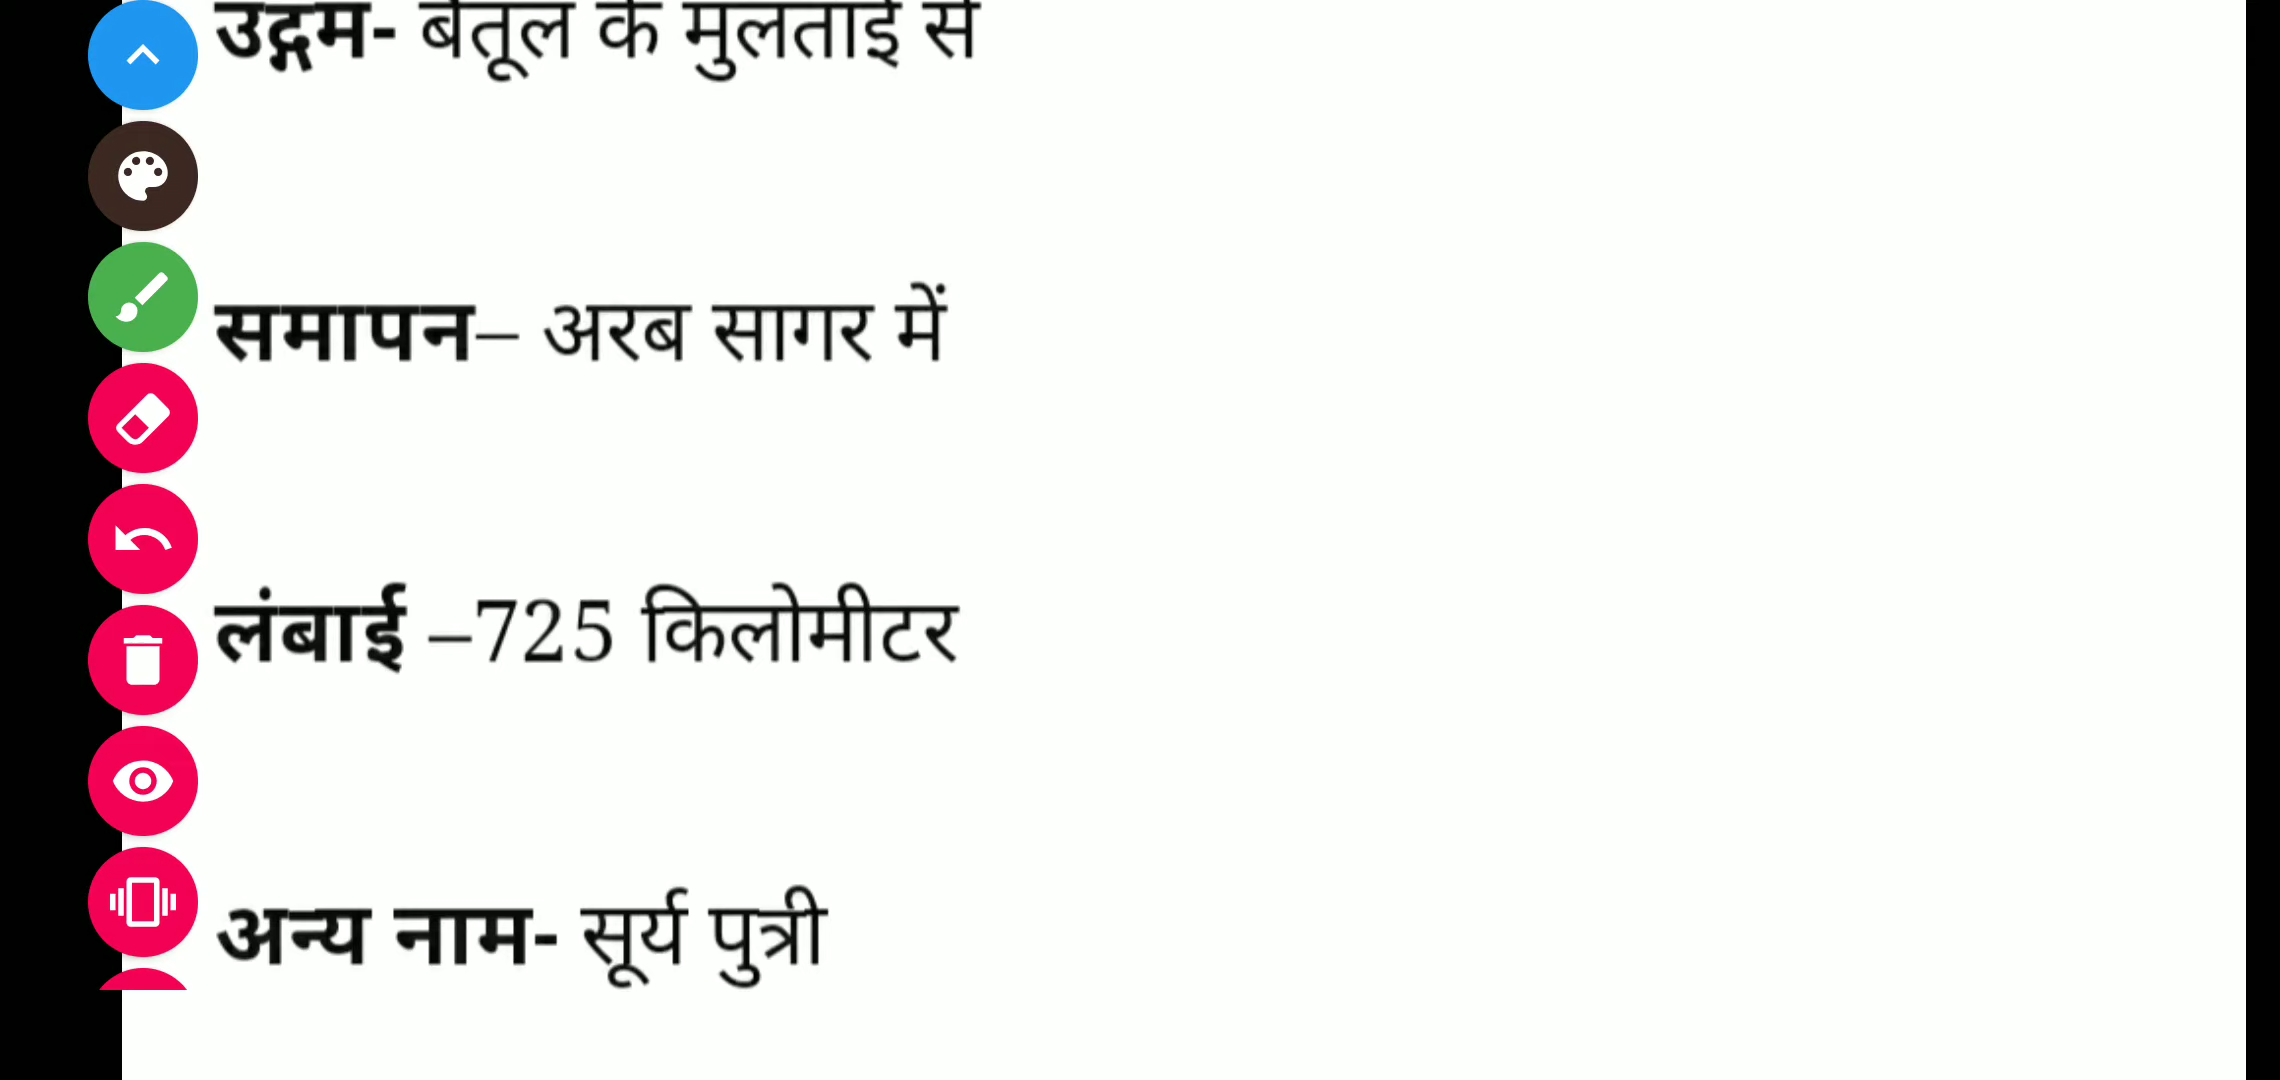 उद्गम- बैतूल के मुलताई से
समापन– अरब सागर में
लंबाई –725 किलोमीटर
अन्य नाम- सूर्य पुत्री